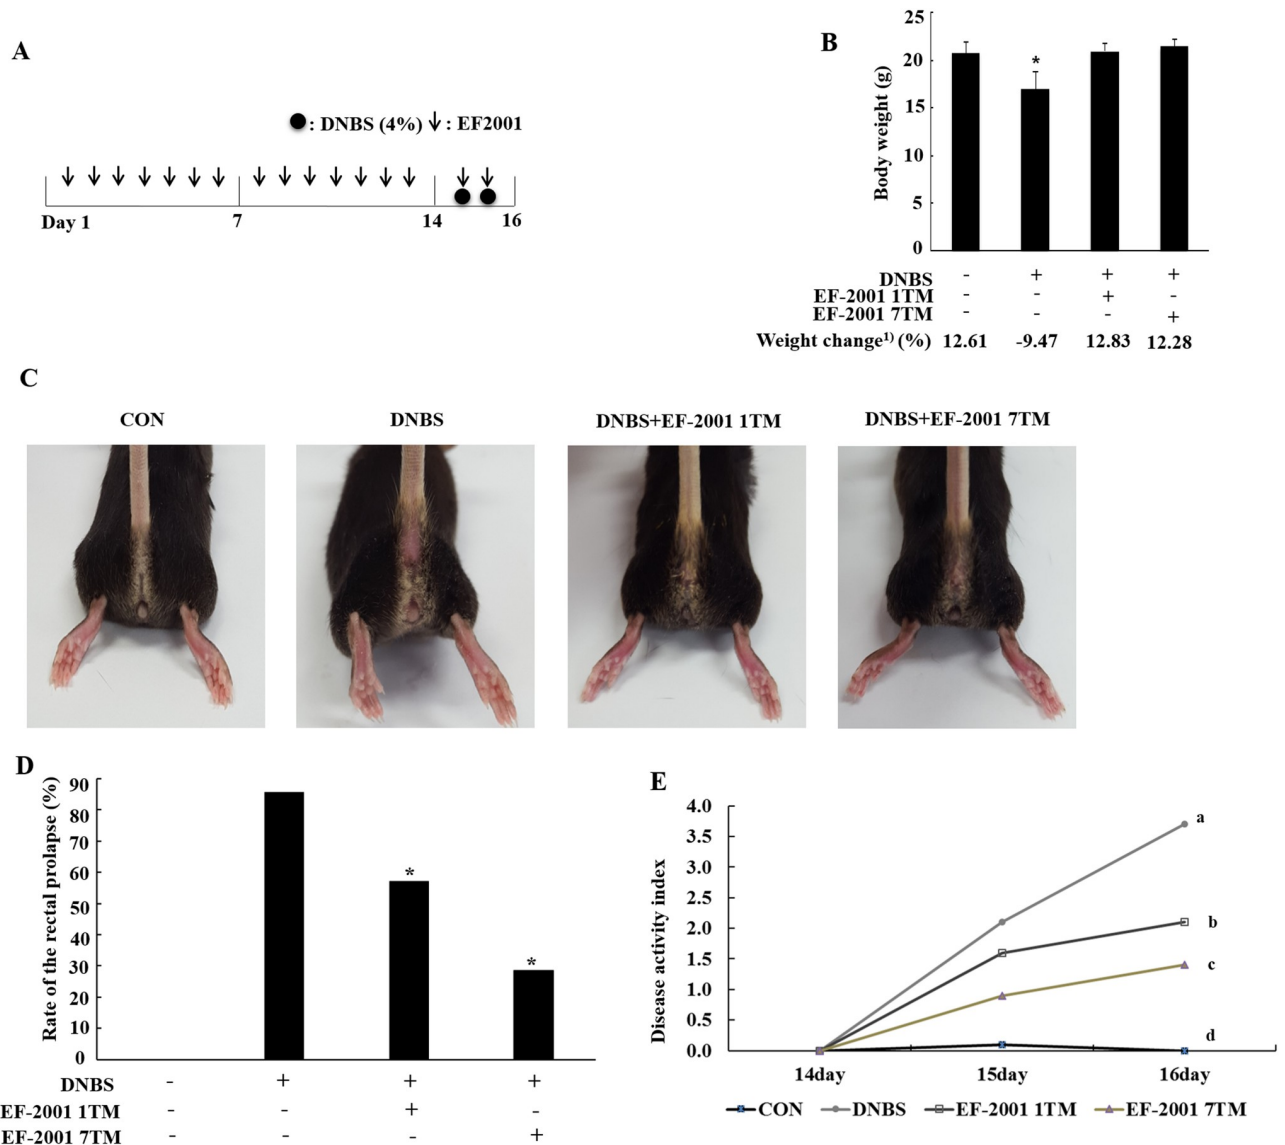 A
●: DNBS (4%) ↓: EF2001
Day 1 7 14 16
B
Body weight (g)
25
20
15
10
5
0
*
DNBS - + + +
EF-2001 1TM - - + -
EF-2001 7TM - - - +
Weight change1) (%) 12.61 -9.47 12.83 12.28
C
CON DNBS DNBS+EF-2001 1TM DNBS+EF-2001 7TM
D
Rate of the rectal prolapse (%)
90
80
70
60
50
40
30
20
10
0
*
*
DNBS - + + +
EF-2001 1TM - - + -
EF-2001 7TM - - - +
E
Disease activity index
4.0
3.5
3.0
2.5
2.0
1.5
1.0
0.5
0.0
a
b
c
d
14day 15day 16day
CON DNBS EF-2001 1TM EF-2001 7TM